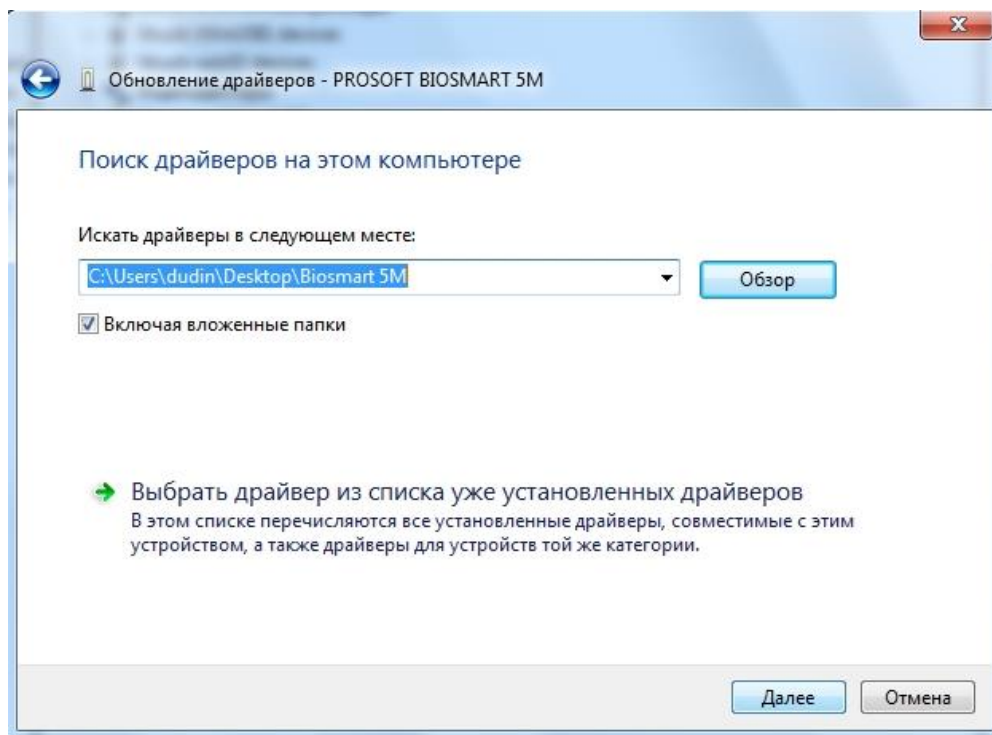 Обновление драйверов - PROSOFT BIOSMART 5M
Поиск драйверов на этом компьютере
Искать драйверы в следующем месте:
C:\Users\dudin\Desktop\Biosmart 5M
Обзор
Включая вложенные папки
Выбрать драйвер из списка уже установленных драйверов
В этом списке перечисляются все установленные драйверы, совместимые с этим
устройством, а также драйверы для устройств той же категории.
Далее
Отмена